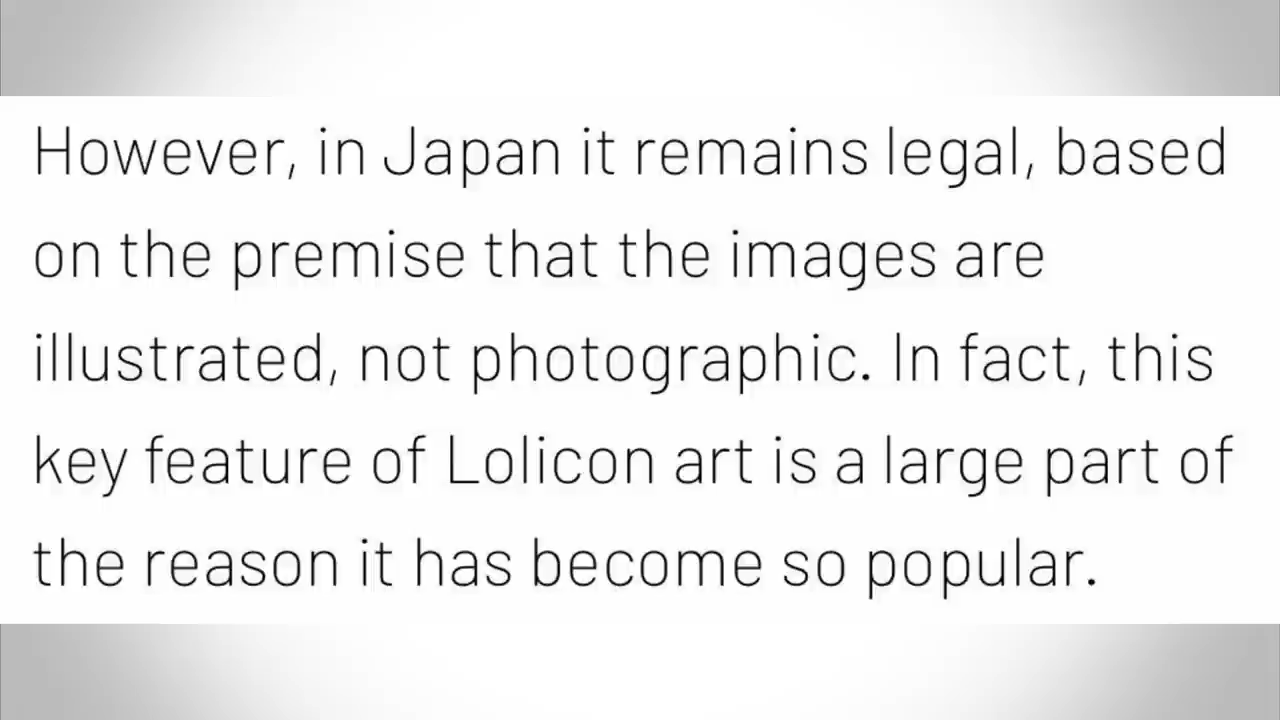 However, in Japan it remains legal, based
on the premise that the images are
illustrated, not photographic. In fact, this
key feature of Lolicon art is a large part of
the reason it has become so popular.